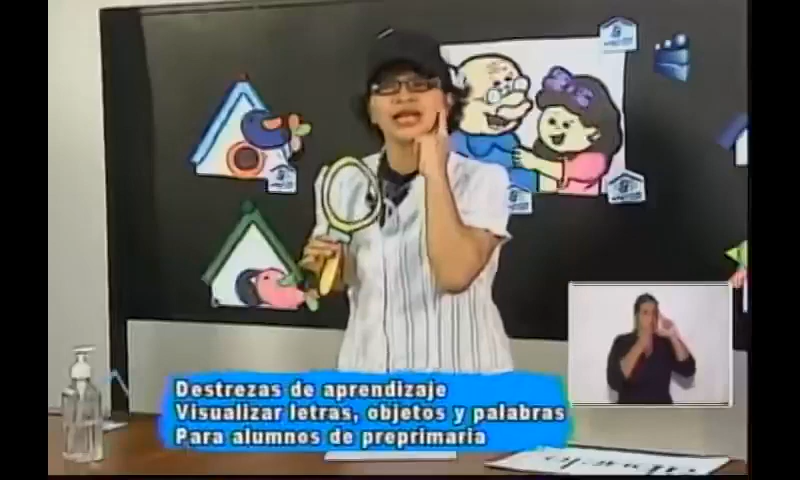 Destrezas de aprendizaje
Visualizar letras, objetos y palabras
Para alumnos de preprimaria